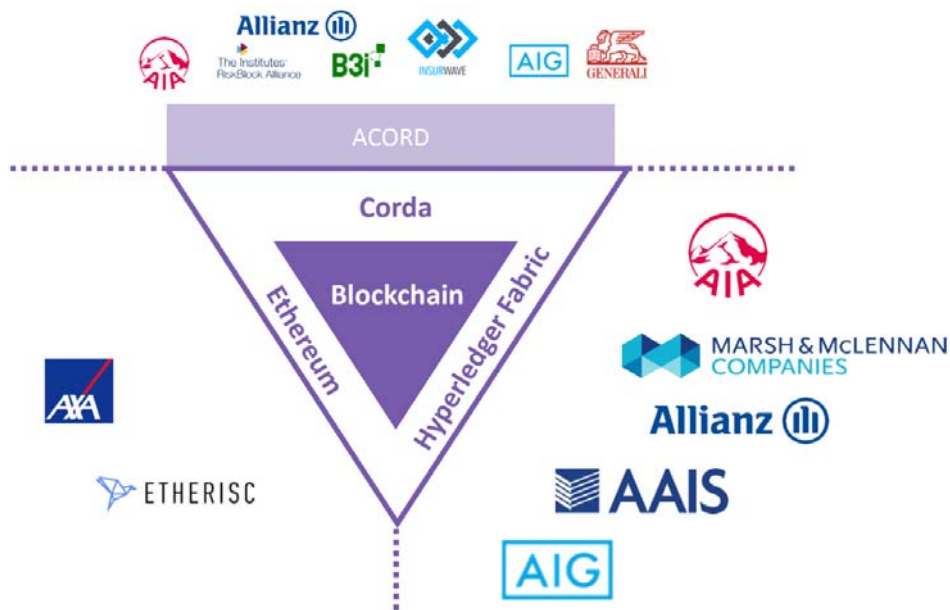 Allianz
AIA
The Institutes
RiskBlock Alliance
B3i
INSURWAVE
AIG
GENERALI
ACORD
Corda
Blockchain
Ethereum
Hyperledger Fabric
AIA
MARSH & McLENNAN
COMPANIES
AXA
Allianz
ETHERISC
AAIS
AIG